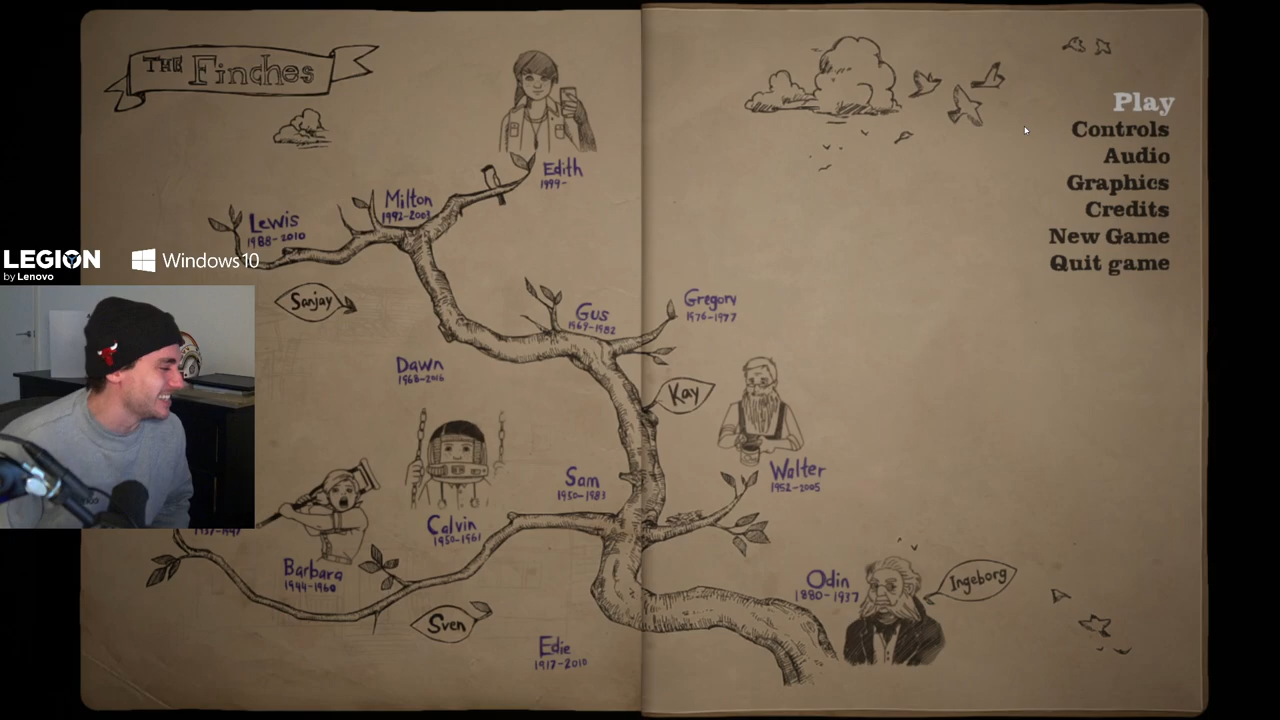 THE Finches
Edith
1999-
Milton
1992-2003
Lewis
1988-2010
Sanjay
Gus
1969-1982
Gregory
1976-1977
Dawn
1968-2016
Kay
Sam
1950-1983
Walter
1952-2005
Calvin
1950-1961
Barbara
1944-1960
Sven
Edie
1917-2010
Odin
1880-1937
Ingeborg
LEGION
by Lenovo
Windows10
Play
Controls
Audio
Graphics
Credits
New Game
Quit game